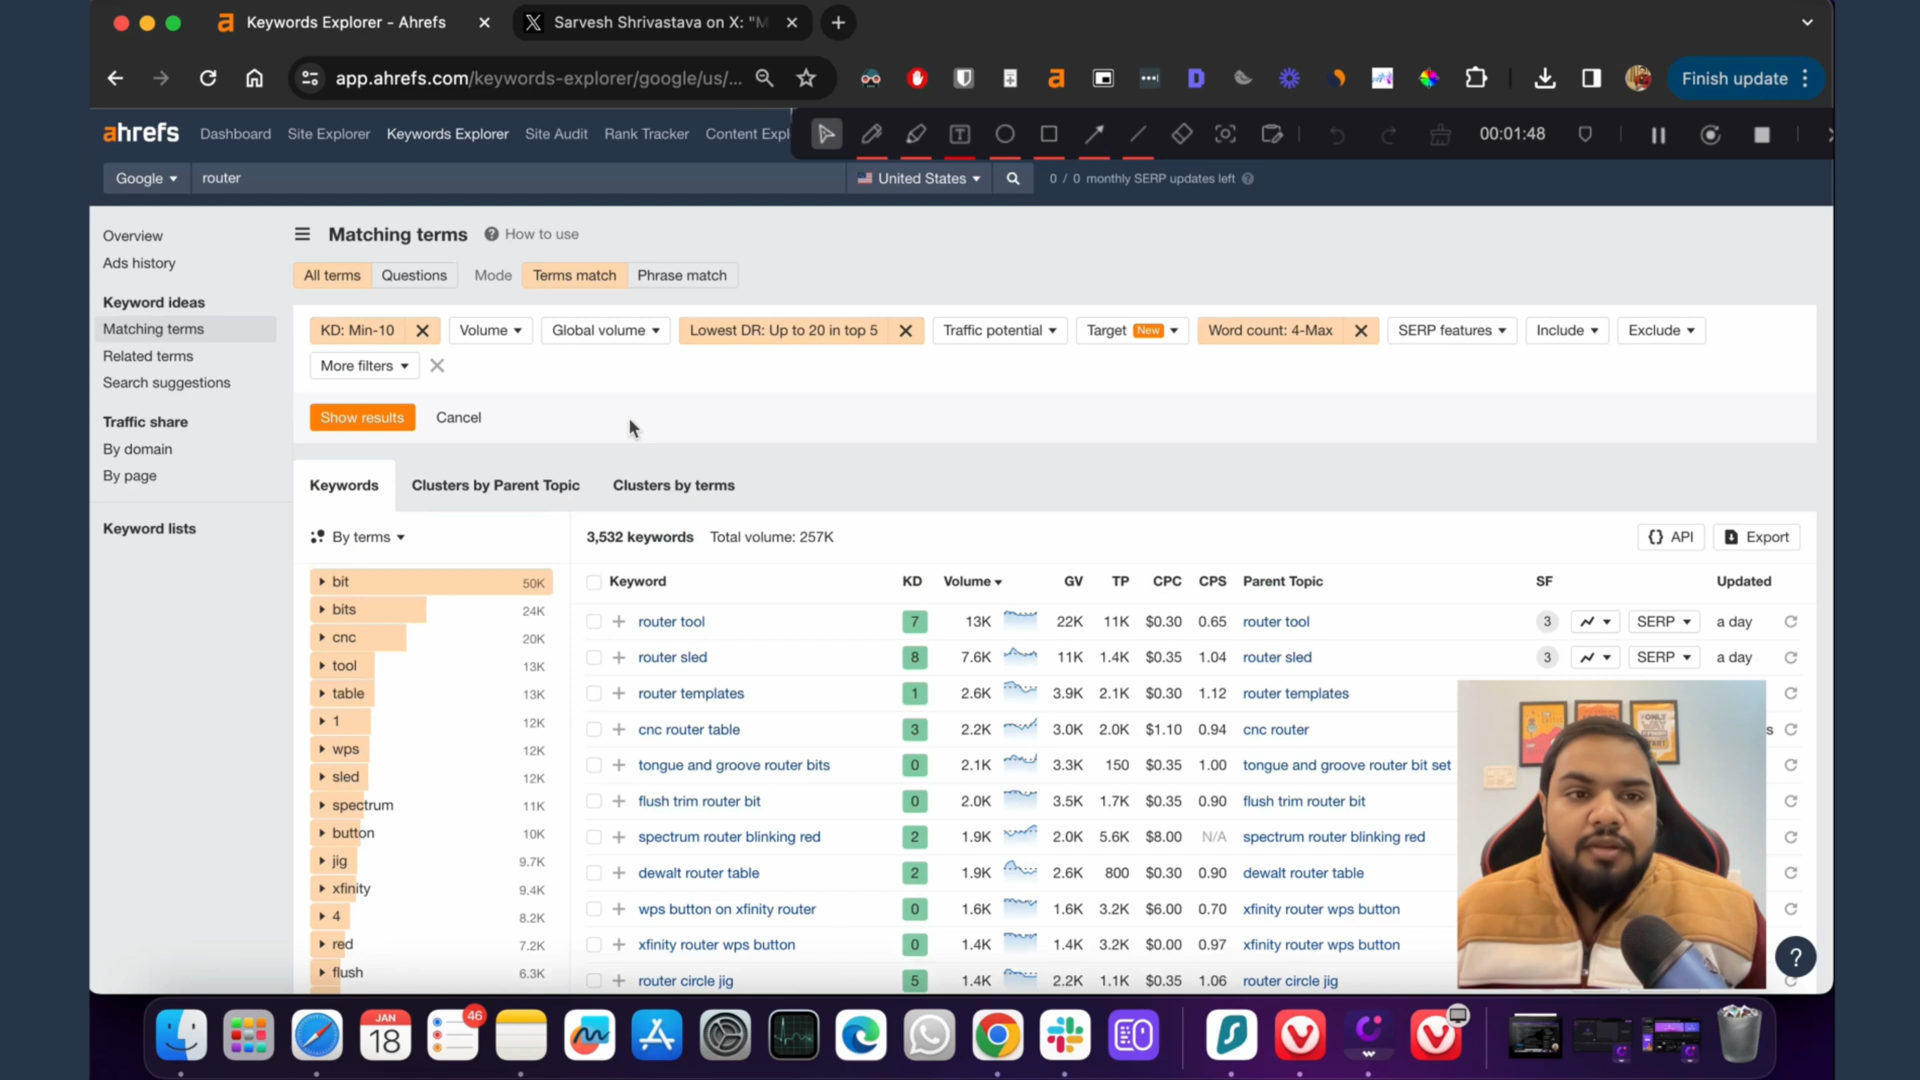 Keywords Explorer - Ahrefs
Sarvesh Shrivastava on X: "M
app.ahrefs.com/keywords-explorer/google/us/...
Finish update
ahrefs Dashboard Site Explorer Keywords Explorer Site Audit Rank Tracker Content Expl
00:01:48
Google router United States 0 / 0 monthly SERP updates left
Overview
Ads history
Keyword ideas
Matching terms
Related terms
Search suggestions
Traffic share
By domain
By page
Keyword lists
Matching terms How to use
All terms Questions Mode Terms match Phrase match
KD: Min-10 Volume Global volume Lowest DR: Up to 20 in top 5 Traffic potential Target New Word count: 4-Max SERP features Include Exclude
More filters
Show results Cancel
Keywords Clusters by Parent Topic Clusters by terms
By terms
bit 50K
bits 24K
cnc 20K
tool 13K
table 13K
1 12K
wps 12K
sled 12K
spectrum 11K
button 10K
jig 9.7K
xfinity 9.4K
4 8.2K
red 7.2K
flush 6.3K
3,532 keywords Total volume: 257K API Export
Keyword KD Volume GV TP CPC CPS Parent Topic SF Updated
router tool 7 13K 22K 11K $0.30 0.65 router tool 3 SERP a day
router sled 8 7.6K 11K 1.4K $0.35 1.04 router sled 3 SERP a day
router templates 1 2.6K 3.9K 2.1K $0.30 1.12 router templates
cnc router table 3 2.2K 3.0K 2.0K $1.10 0.94 cnc router s
tongue and groove router bits 0 2.1K 3.3K 150 $0.35 1.00 tongue and groove router bit set
flush trim router bit 0 2.0K 3.5K 1.7K $0.35 0.90 flush trim router bit
spectrum router blinking red 2 1.9K 2.0K 5.6K $8.00 N/A spectrum router blinking red
dewalt router table 2 1.9K 2.6K 800 $0.30 0.90 dewalt router table
wps button on xfinity router 0 1.6K 1.6K 3.2K $6.00 0.70 xfinity router wps button
xfinity router wps button 0 1.4K 1.4K 3.2K $0.00 0.97 xfinity router wps button
router circle jig 5 1.4K 2.2K 1.1K $0.35 1.06 router circle jig
?
JAN
18
46